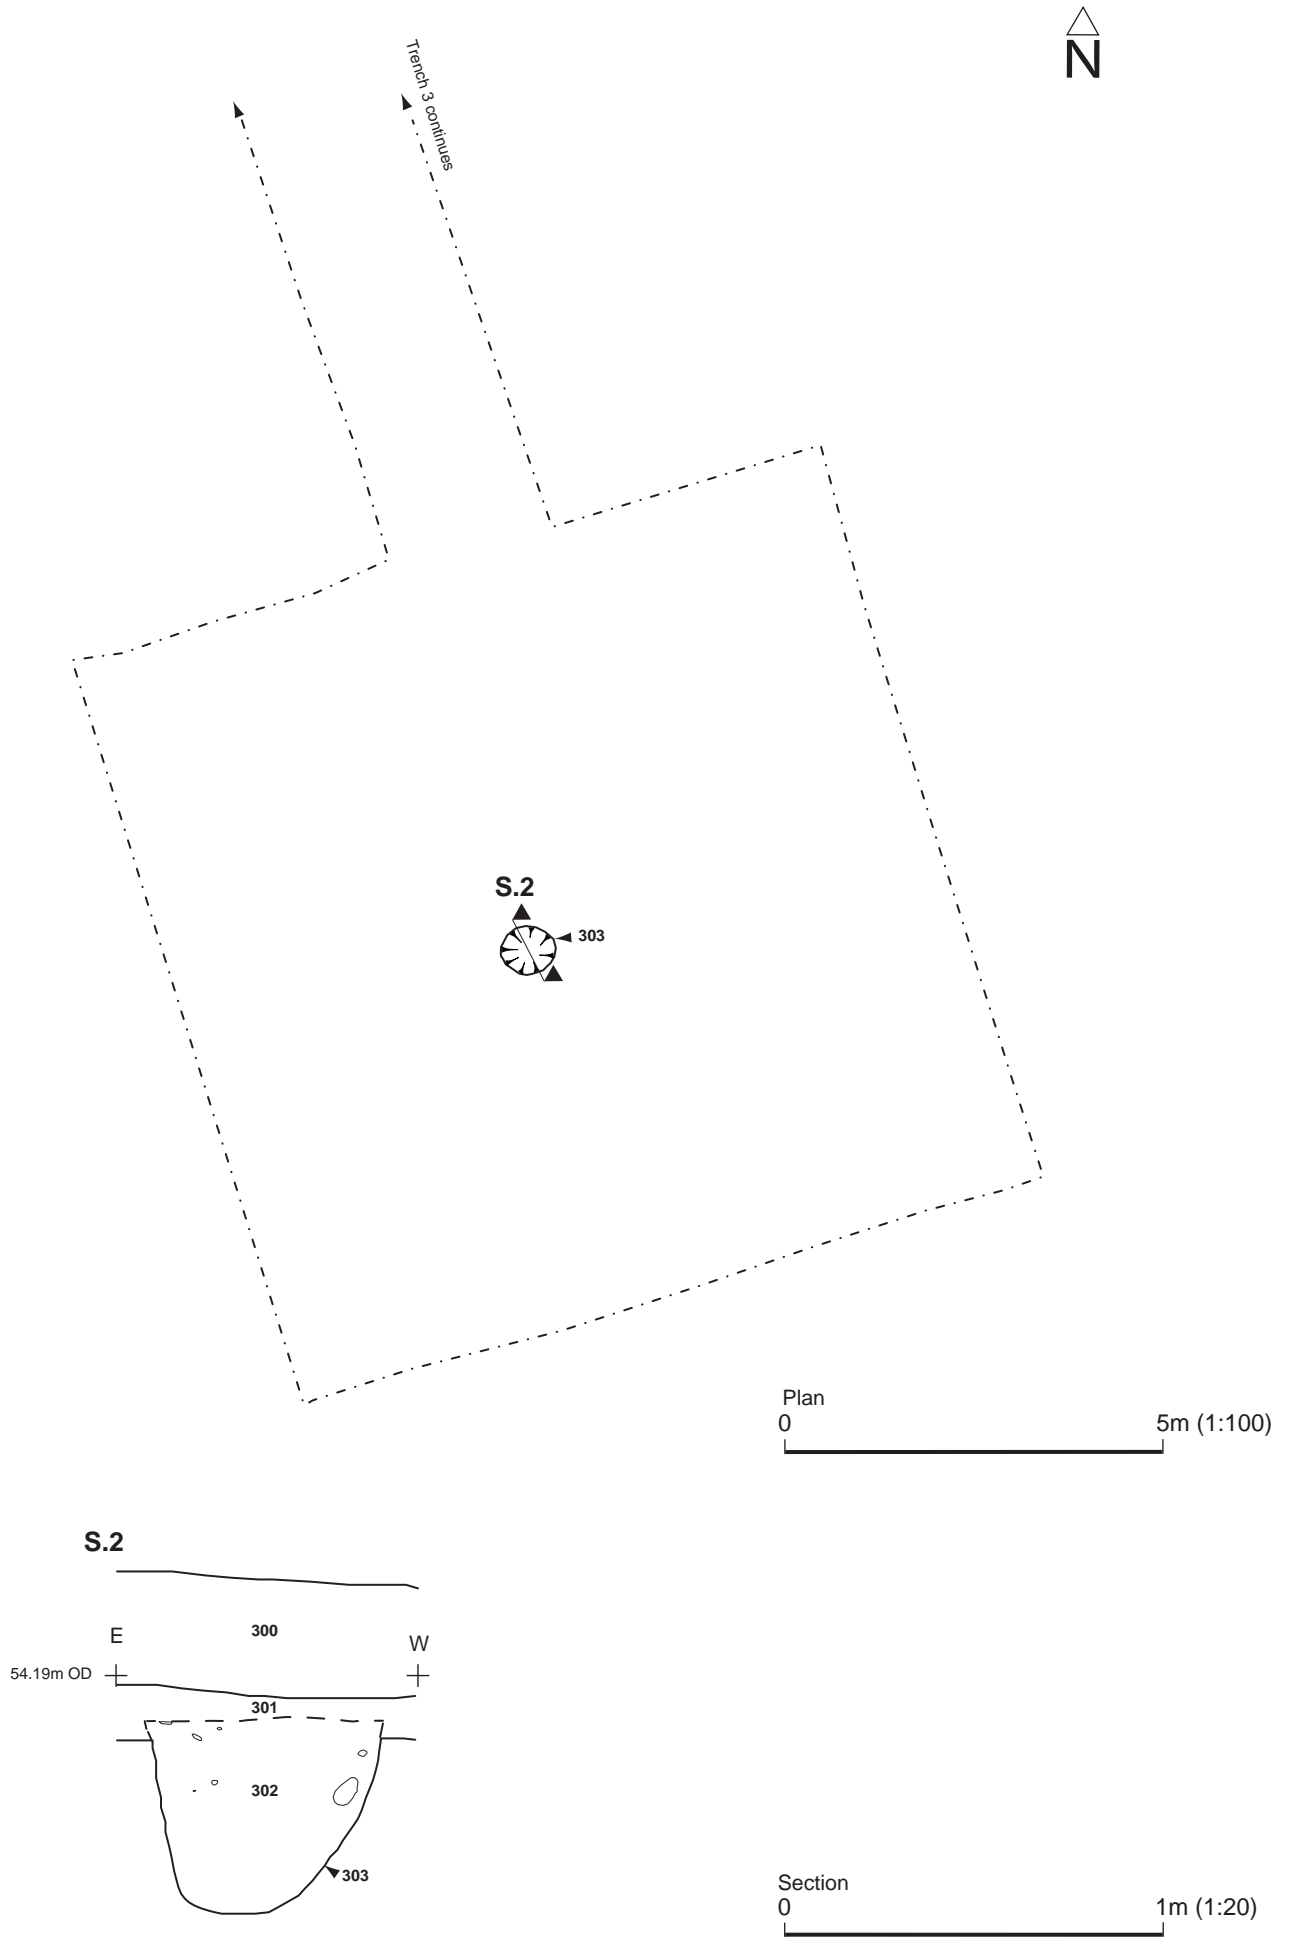 N
Trench 3 continues
S.2
303
Plan
0 5m (1:100)
S.2
300
E W
54.19m OD
301
302
303
Section
0 1m (1:20)